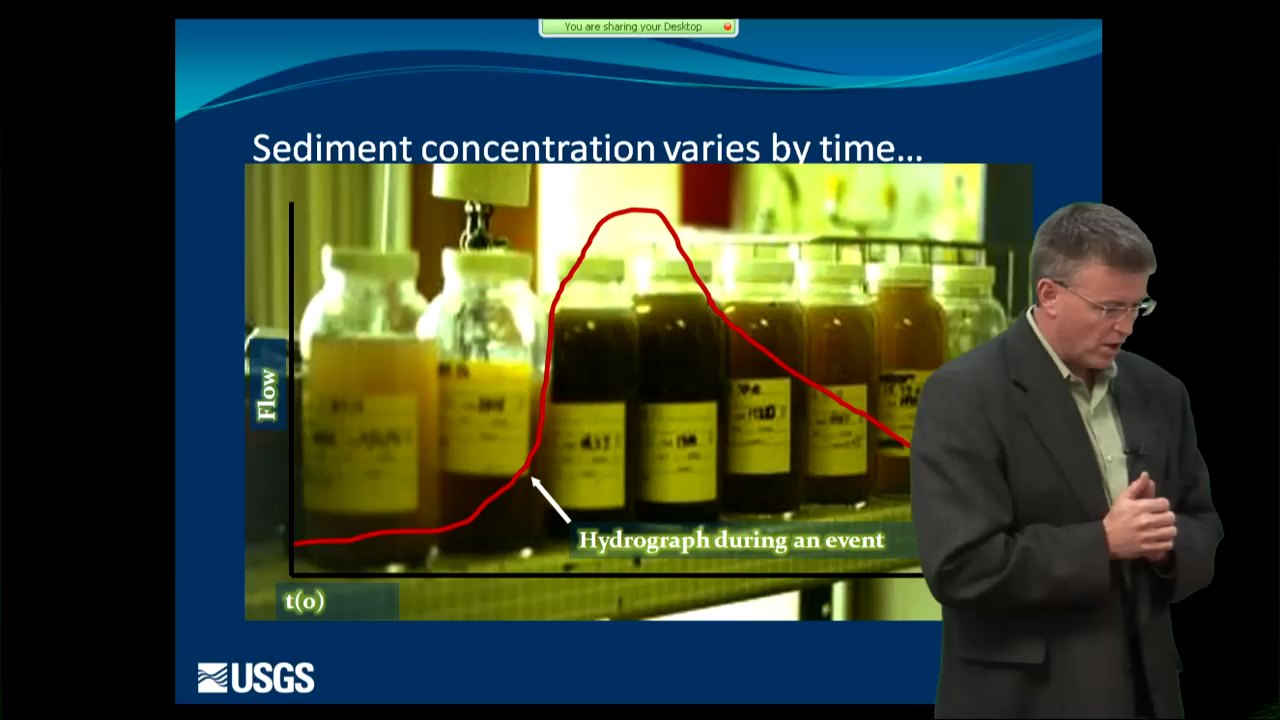 You are sharing your Desktop
Sediment concentration varies by time...
Flow
Hydrograph during an event
t(o)
USGS